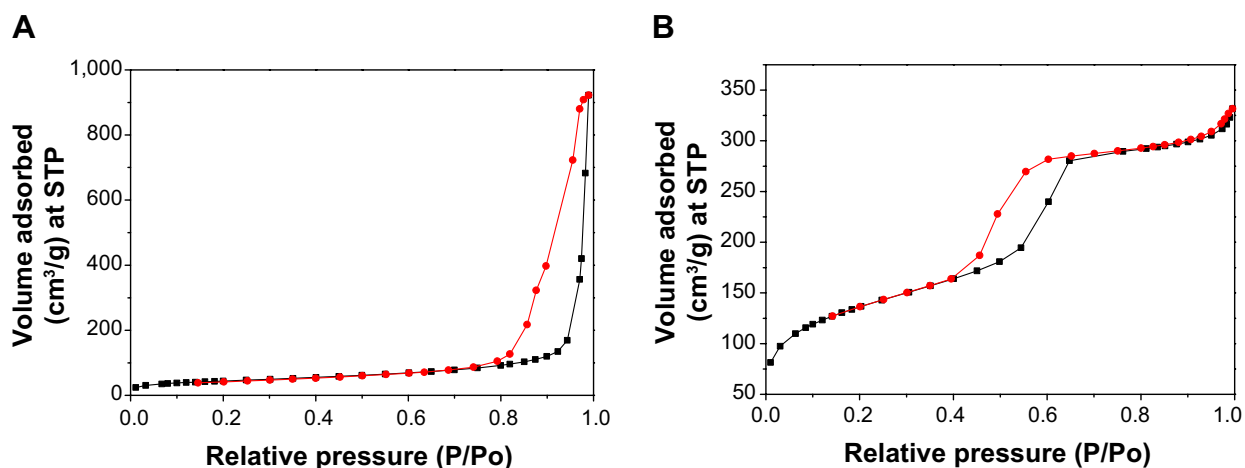 A
1,000
800
600
400
200
0
0.0 0.2 0.4 0.6 0.8 1.0
Volume adsorbed
(cm³/g) at STP
Relative pressure (P/Po)
B
350
300
250
200
150
100
50
0.0 0.2 0.4 0.6 0.8 1.0
Volume adsorbed
(cm³/g) at STP
Relative pressure (P/Po)